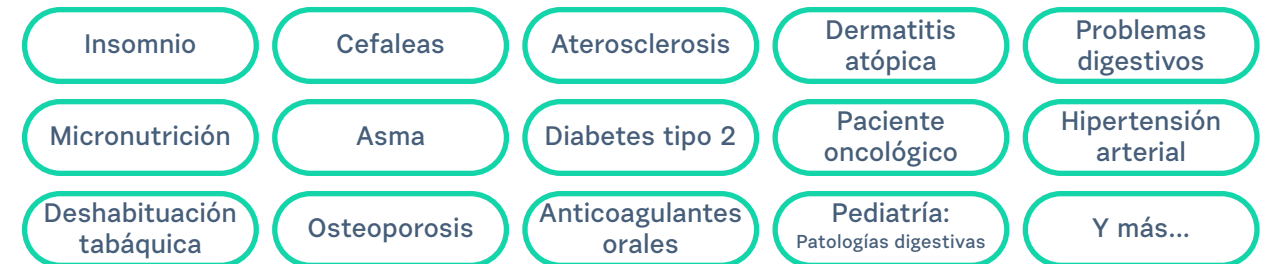 Insomnio
Cefaleas
Aterosclerosis
Dermatitis
atópica
Problemas
digestivos
Micronutrición
Asma
Diabetes tipo 2
Paciente
oncológico
Hipertensión
arterial
Deshabituación
tabáquica
Osteoporosis
Anticoagulantes
orales
Pediatría:
Patologías digestivas
Y más...